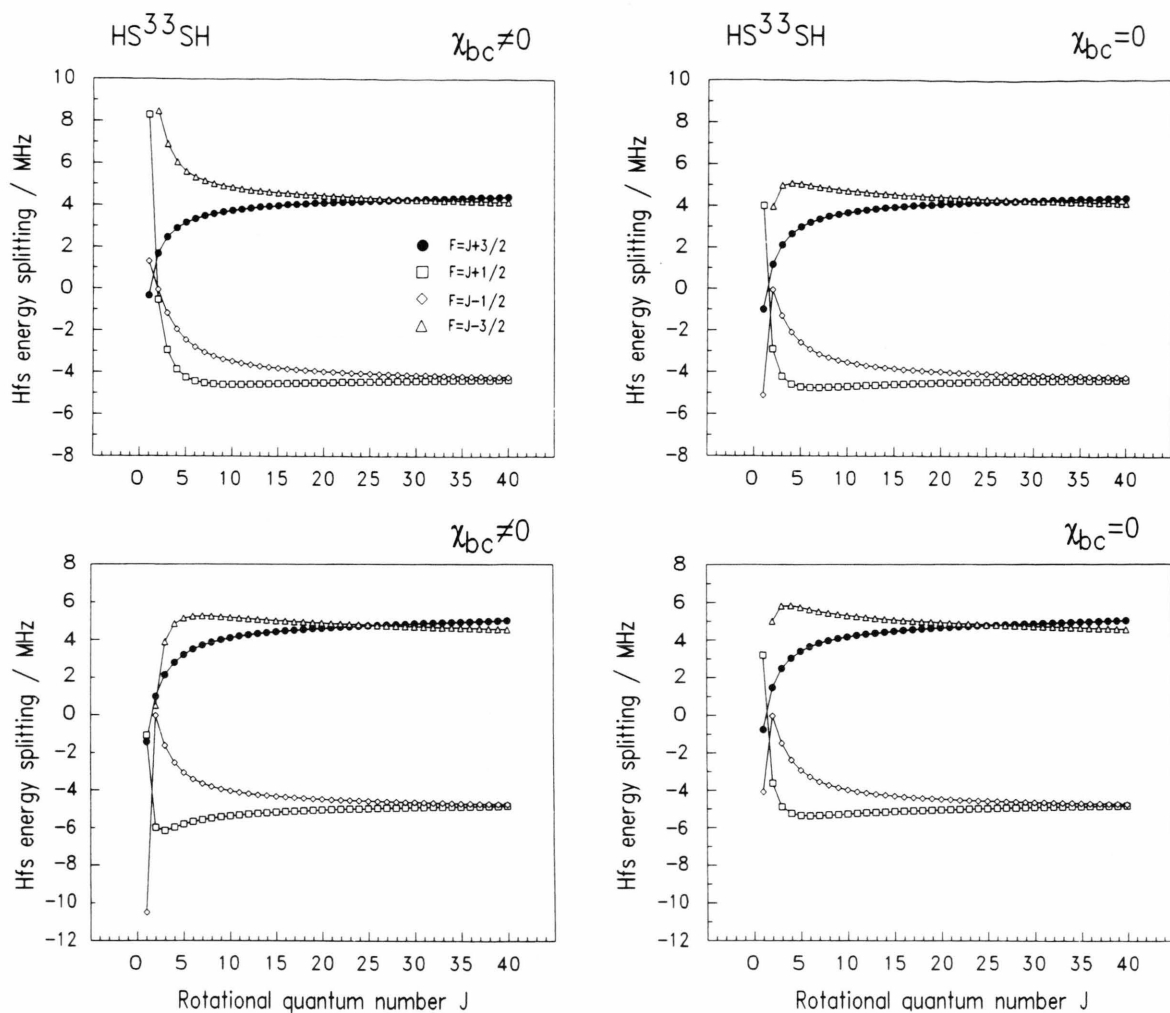 HS³³SH χbc≠0
10
8
6
4
2
0
-2
-4
-6
-8
Hfs energy splitting / MHz
F=J+3/2
F=J+1/2
F=J-1/2
F=J-3/2
0 5 10 15 20 25 30 35 40
HS³³SH χbc=0
10
8
6
4
2
0
-2
-4
-6
-8
Hfs energy splitting / MHz
0 5 10 15 20 25 30 35 40
χbc≠0
8
6
4
2
0
-2
-4
-6
-8
-10
-12
Hfs energy splitting / MHz
0 5 10 15 20 25 30 35 40
Rotational quantum number J
χbc=0
8
6
4
2
0
-2
-4
-6
-8
-10
-12
Hfs energy splitting / MHz
0 5 10 15 20 25 30 35 40
Rotational quantum number J